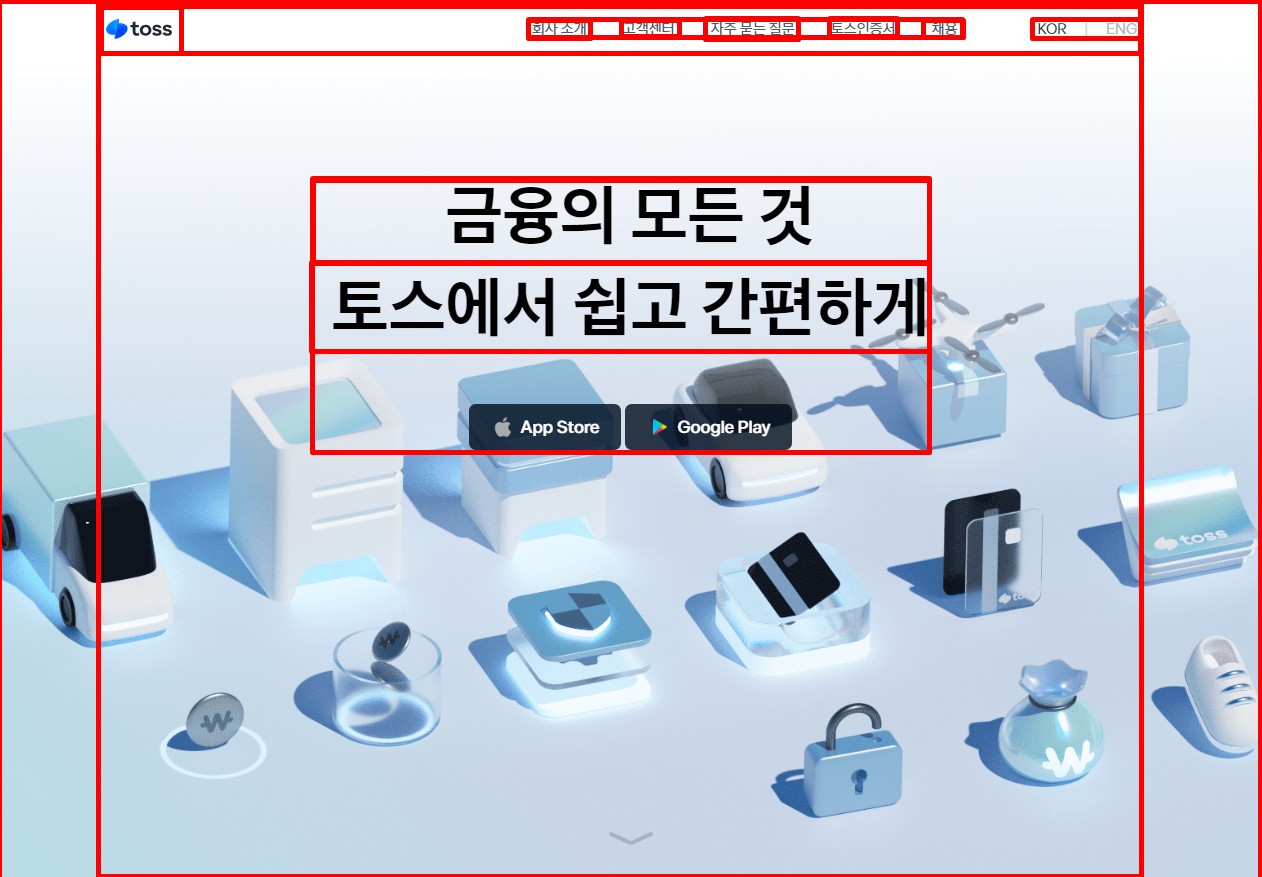 toss
회사 소개 고객센터 자주 묻는 질문 토스인증서 채용 KOR | ENG
금융의 모든 것
토스에서 쉽고 간편하게
App Store Google Play
toss